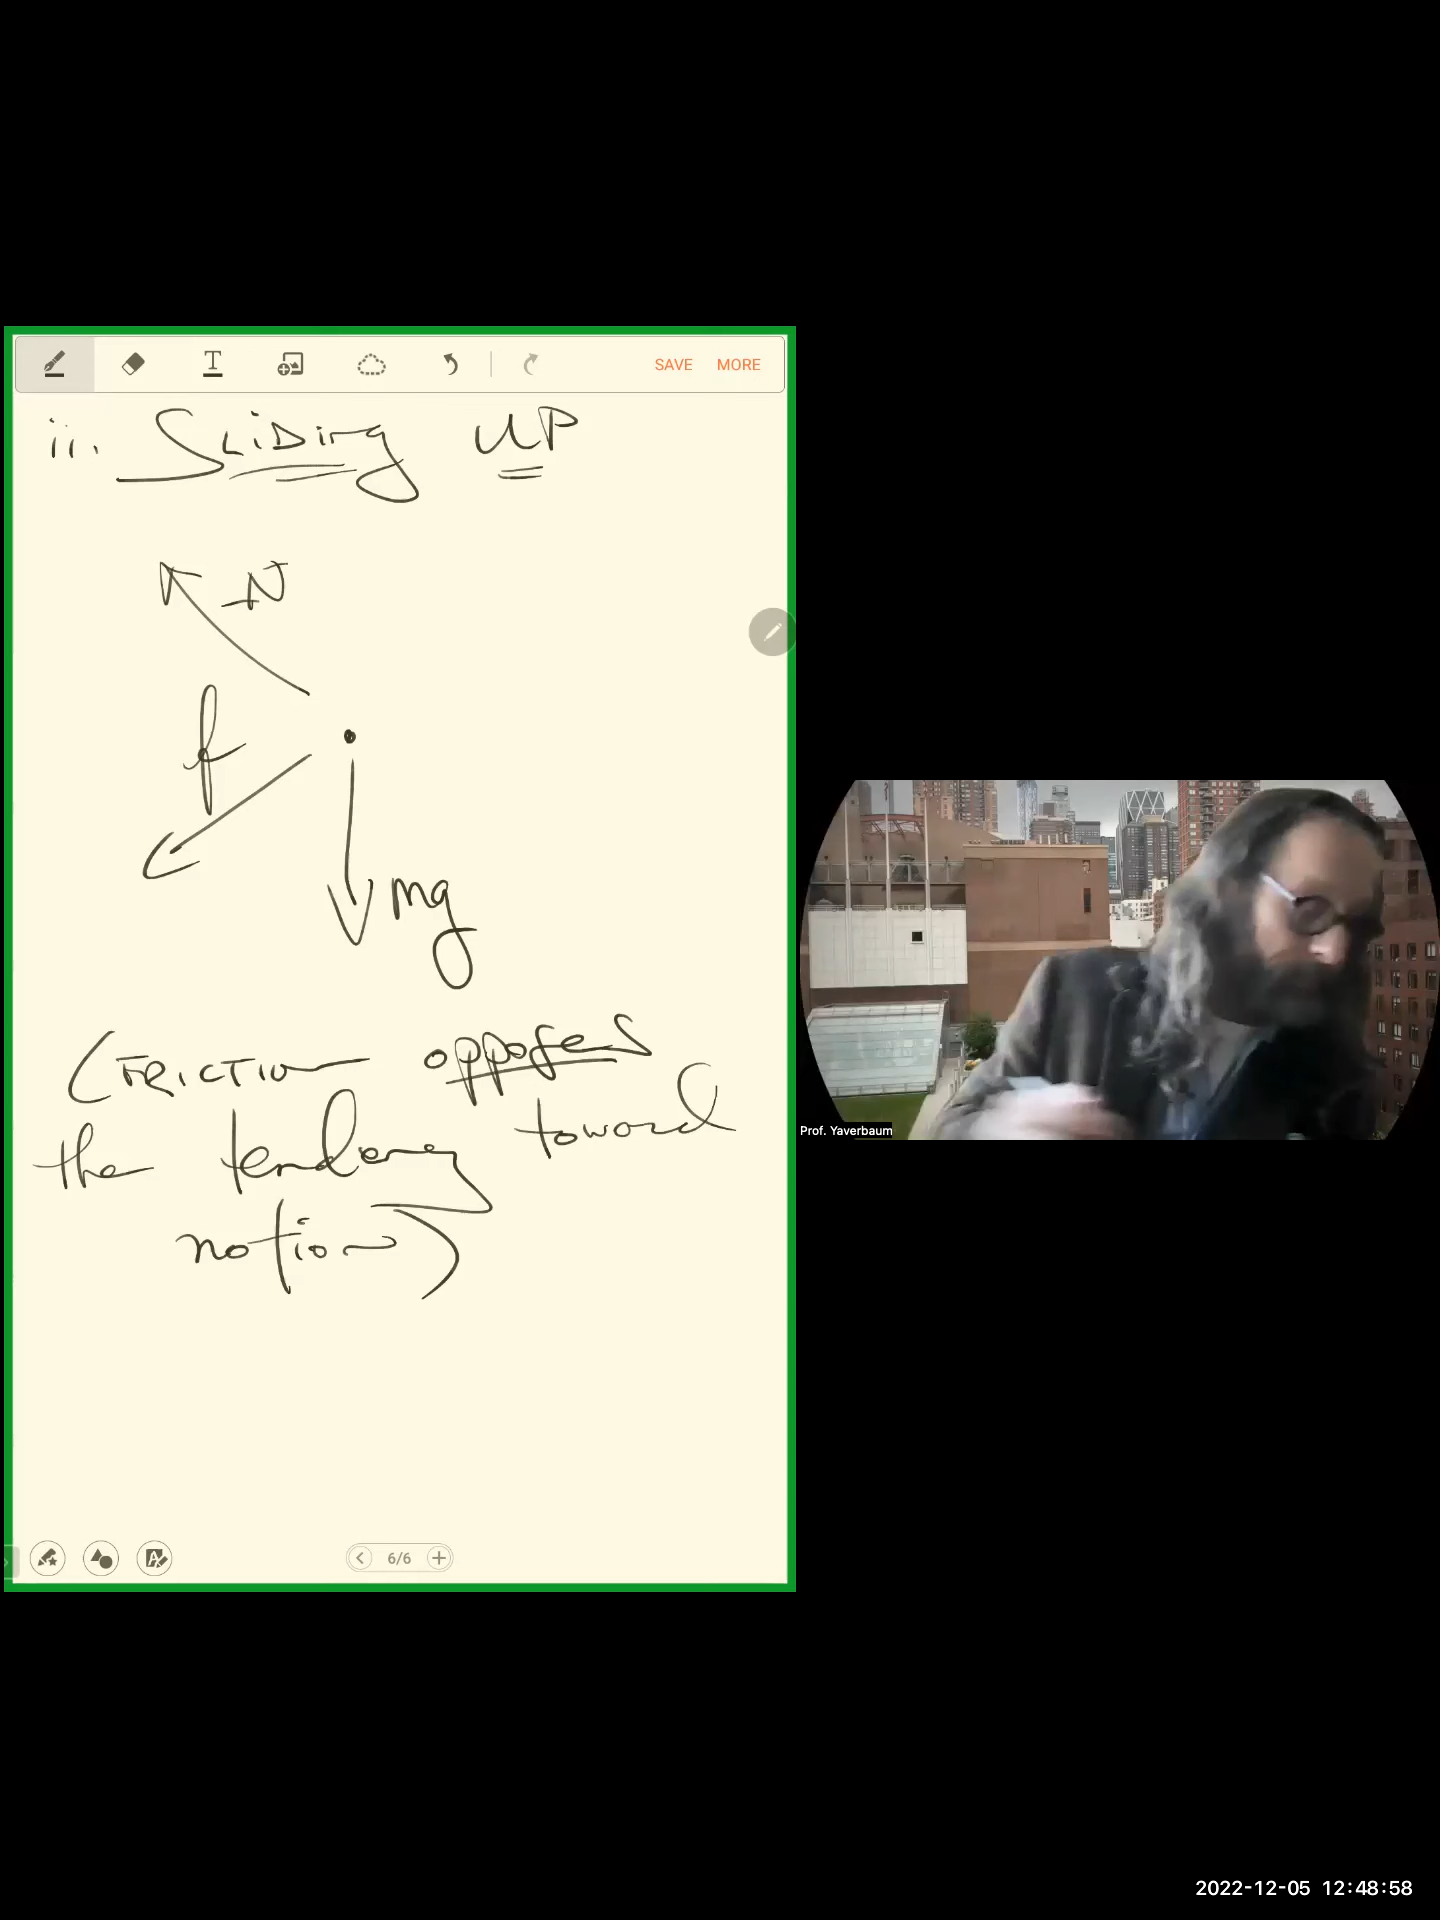 T
SAVE MORE
ii. SLiDing UP
N
f
mg
(FRICTION opposes
the tendency toward
motion)
A
6/6
Prof. Yaverbaum
2022-12-05 12:48:58